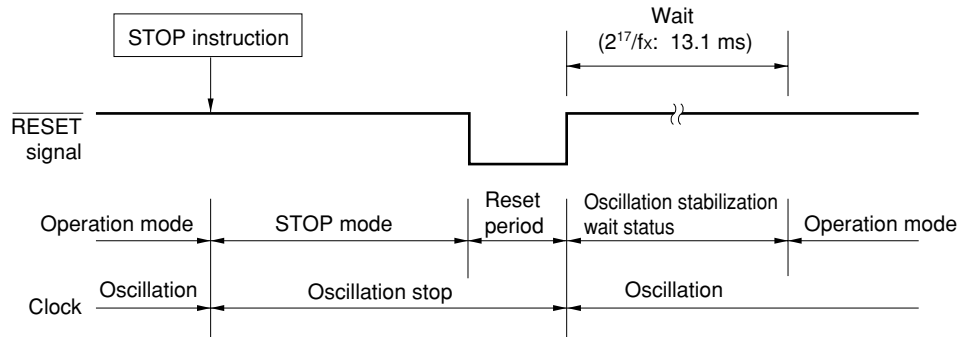 Wait
(2¹⁷/fx: 13.1 ms)
STOP instruction
RESET
signal
Operation mode
STOP mode
Reset
period
Oscillation stabilization
wait status
Operation mode
Clock
Oscillation
Oscillation stop
Oscillation